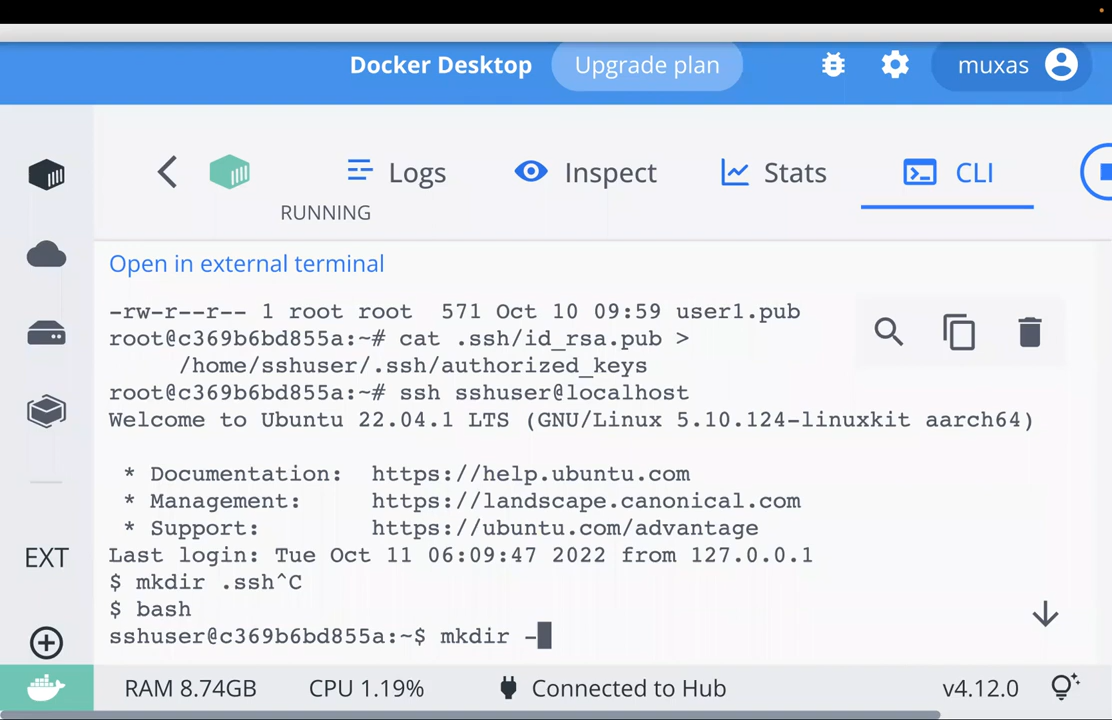 Docker Desktop Upgrade plan muxas
Logs Inspect Stats CLI
RUNNING
Open in external terminal
-rw-r--r-- 1 root root  571 Oct 10 09:59 user1.pub
root@c369b6bd855a:~# cat .ssh/id_rsa.pub >
/home/sshuser/.ssh/authorized_keys
root@c369b6bd855a:~# ssh sshuser@localhost
Welcome to Ubuntu 22.04.1 LTS (GNU/Linux 5.10.124-linuxkit aarch64)
* Documentation:  https://help.ubuntu.com
* Management:     https://landscape.canonical.com
* Support:        https://ubuntu.com/advantage
Last login: Tue Oct 11 06:09:47 2022 from 127.0.0.1
$ mkdir .ssh^C
$ bash
sshuser@c369b6bd855a:~$ mkdir -
EXT
RAM 8.74GB CPU 1.19% Connected to Hub v4.12.0